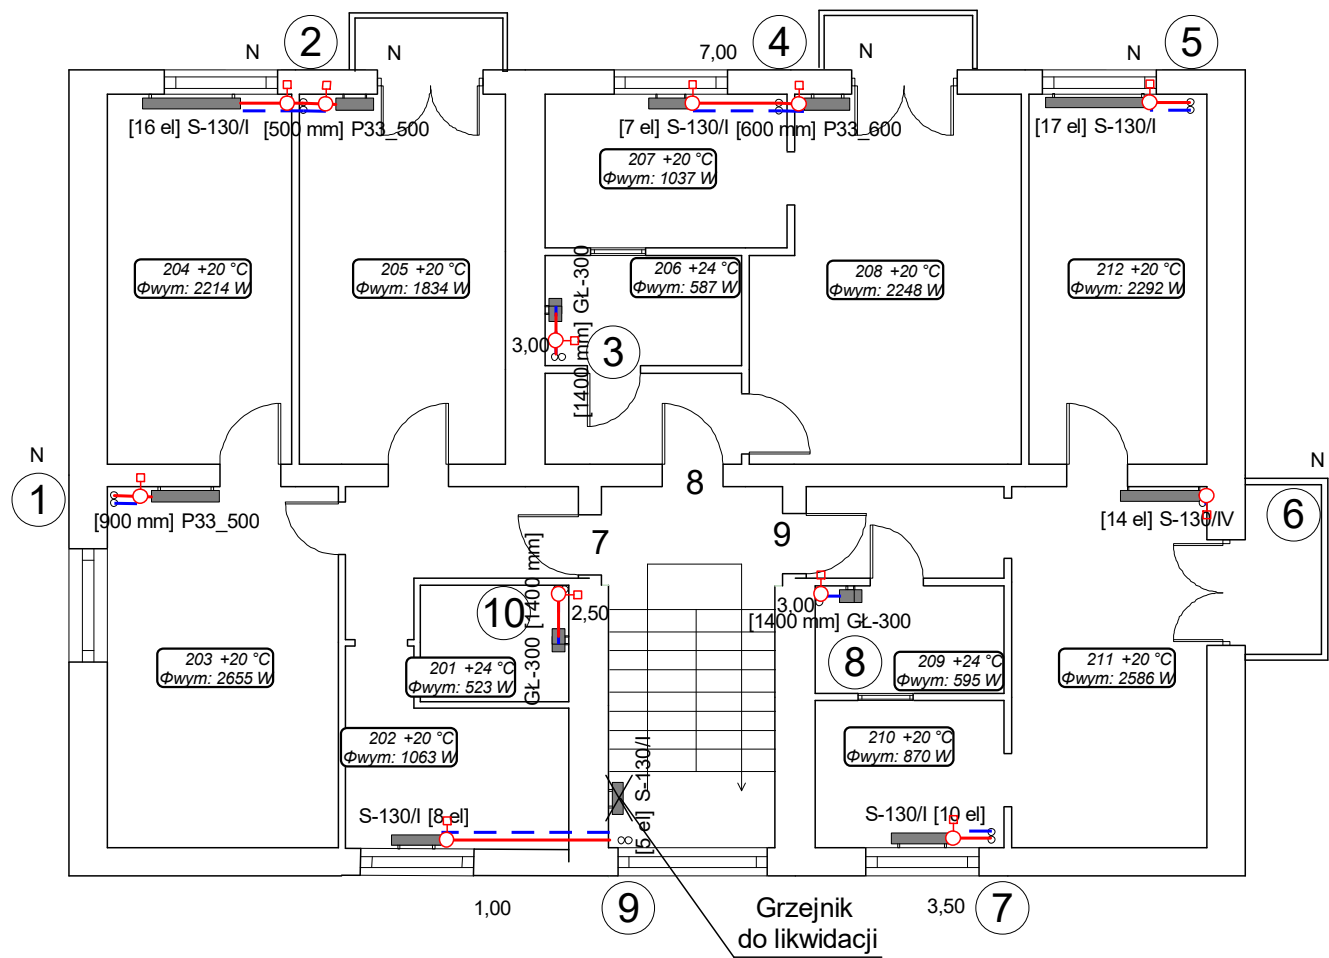 2
4
5
N
N
7,00
N
N
[16 el] S-130/I
[500 mm] P33_500
[7 el] S-130/I
[600 mm] P33_600
[17 el] S-130/I
207 +20 °C
Φwym: 1037 W
204 +20 °C
Φwym: 2214 W
205 +20 °C
Φwym: 1834 W
206 +24 °C
Φwym: 587 W
208 +20 °C
Φwym: 2248 W
212 +20 °C
Φwym: 2292 W
[1400 mm] GŁ-300
3,00
3
N
1
8
N
6
[900 mm] P33_500
[14 el] S-130/IV
7
9
GŁ-300 [1400 mm]
10
2,50
3,00
[1400 mm] GŁ-300
8
203 +20 °C
Φwym: 2655 W
201 +24 °C
Φwym: 523 W
209 +24 °C
Φwym: 595 W
211 +20 °C
Φwym: 2586 W
202 +20 °C
Φwym: 1063 W
210 +20 °C
Φwym: 870 W
S-130/I [8 el]
[5 el] S-130/I
S-130/I [10 el]
1,00
9
Grzejnik
do likwidacji
3,50
7